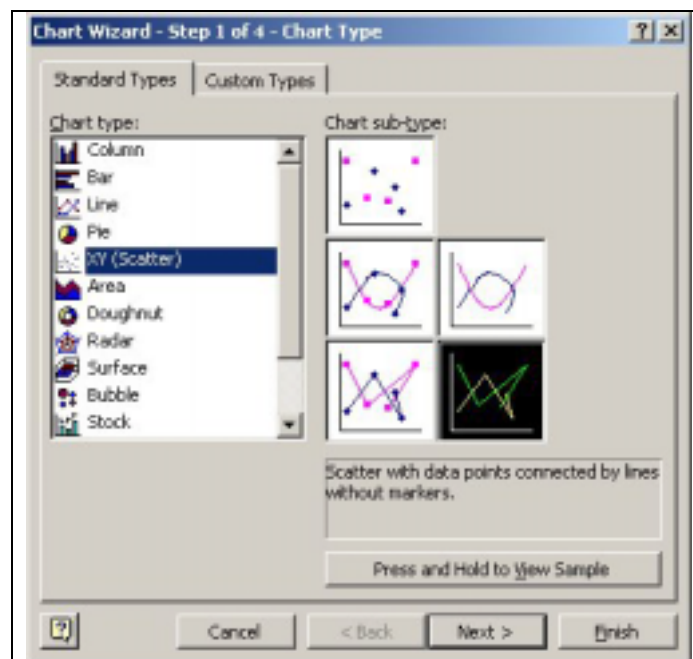 Chart Wizard - Step 1 of 4 - Chart Type
Standard Types
Custom Types
Chart type:
Column
Bar
Line
Pie
XY (Scatter)
Area
Doughnut
Radar
Surface
Bubble
Stock
Chart sub-type:
Scatter with data points connected by lines
without markers.
Press and Hold to View Sample
Cancel
< Back
Next >
Finish